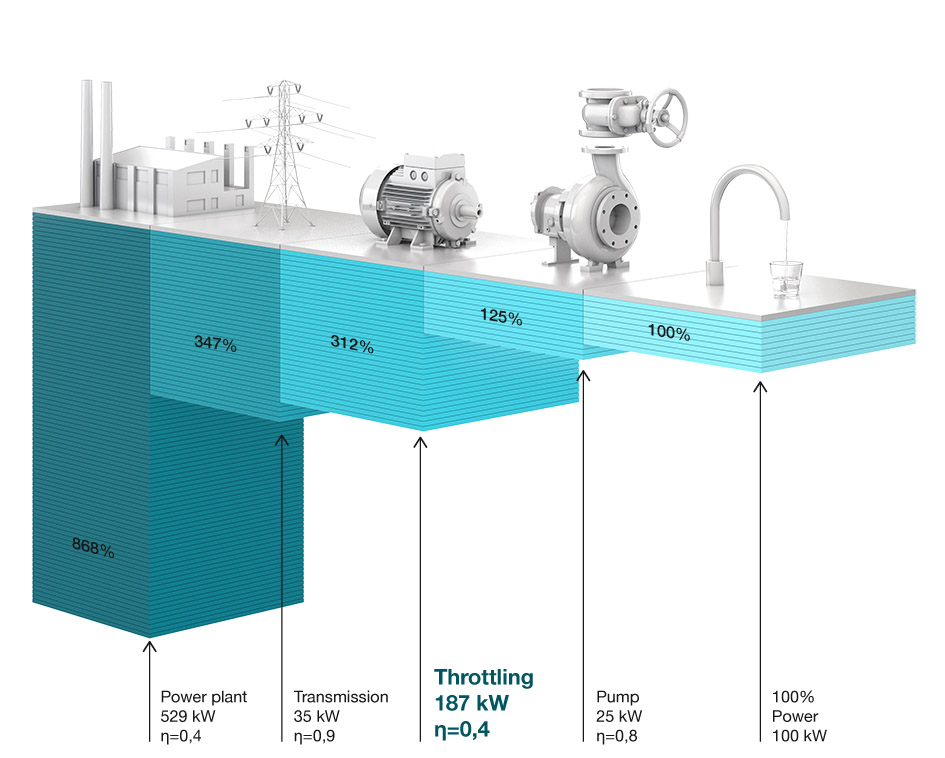 347%
312%
125%
100%
868%
Power plant
529 kW
η=0,4
Transmission
35 kW
η=0,9
Throttling
187 kW
η=0,4
Pump
25 kW
η=0,8
100%
Power
100 kW